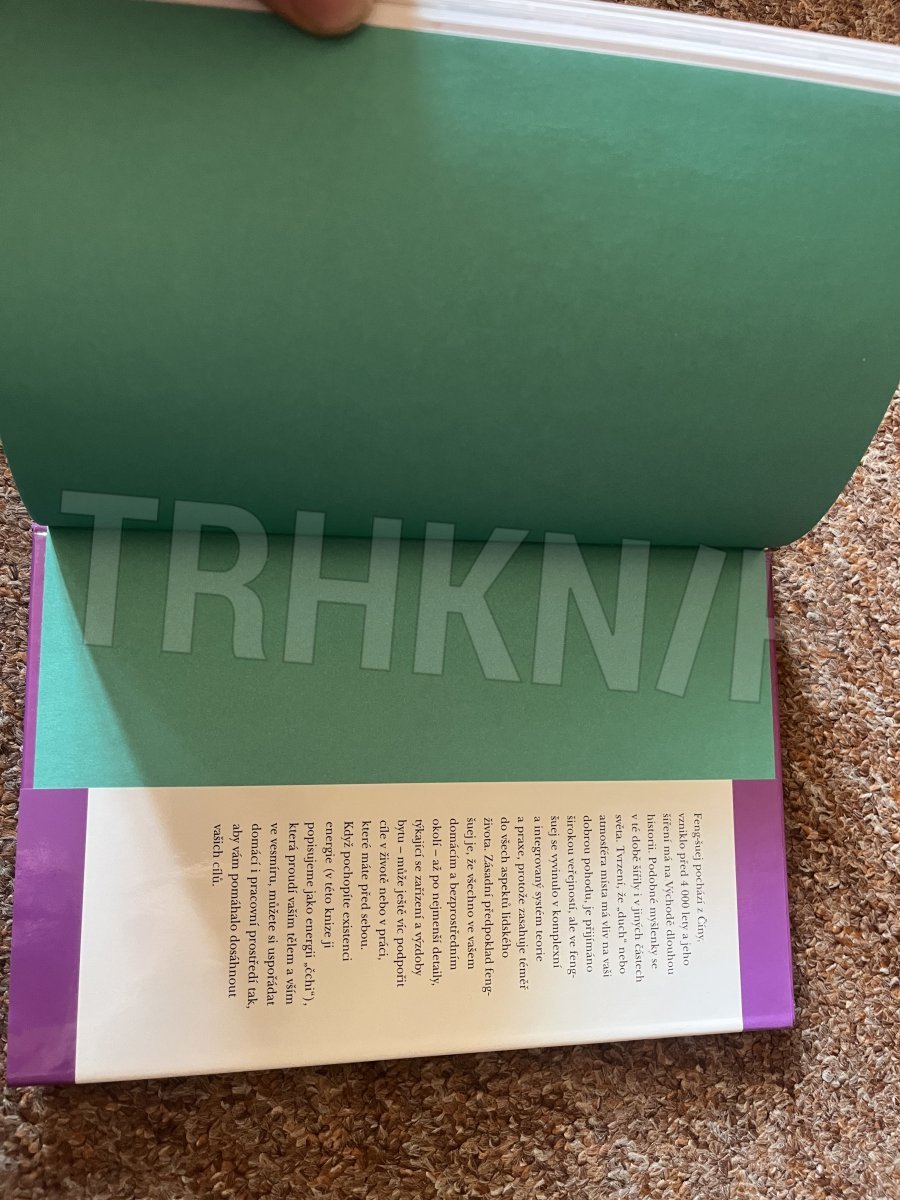 TRHKNI
Feng-šuej pochází z Číny,
vzniklo před 4 000 lety a jeho
šíření má na Východě dlouhou
historii. Podobné myšlenky se
v té době šířily i v jiných částech
světa. Tvrzení, že „duch“ nebo
atmosféra místa má vliv na vaši
dobrou pohodu, je přijímáno
širokou veřejností, ale ve feng-
šuej se vyvinulo v komplexní
a integrovaný systém teorie
a praxe, protože zasahuje téměř
do všech aspektů lidského
života. Zásadní předpoklad feng-
šuej je, že všechno ve vašem
domácím a bezprostředním
okolí – až po nejmenší detaily,
týkající se zařízení a výzdoby
bytu – může ještě víc podpořit
cíle v životě nebo v práci,
které máte před sebou.
Když pochopíte existenci
energie (v této knize ji
popisujeme jako energii „čchi“),
která proudí vaším tělem a vším
ve vesmíru, můžete si uspořádat
domácí i pracovní prostředí tak,
aby vám pomáhalo dosáhnout
vašich cílů.